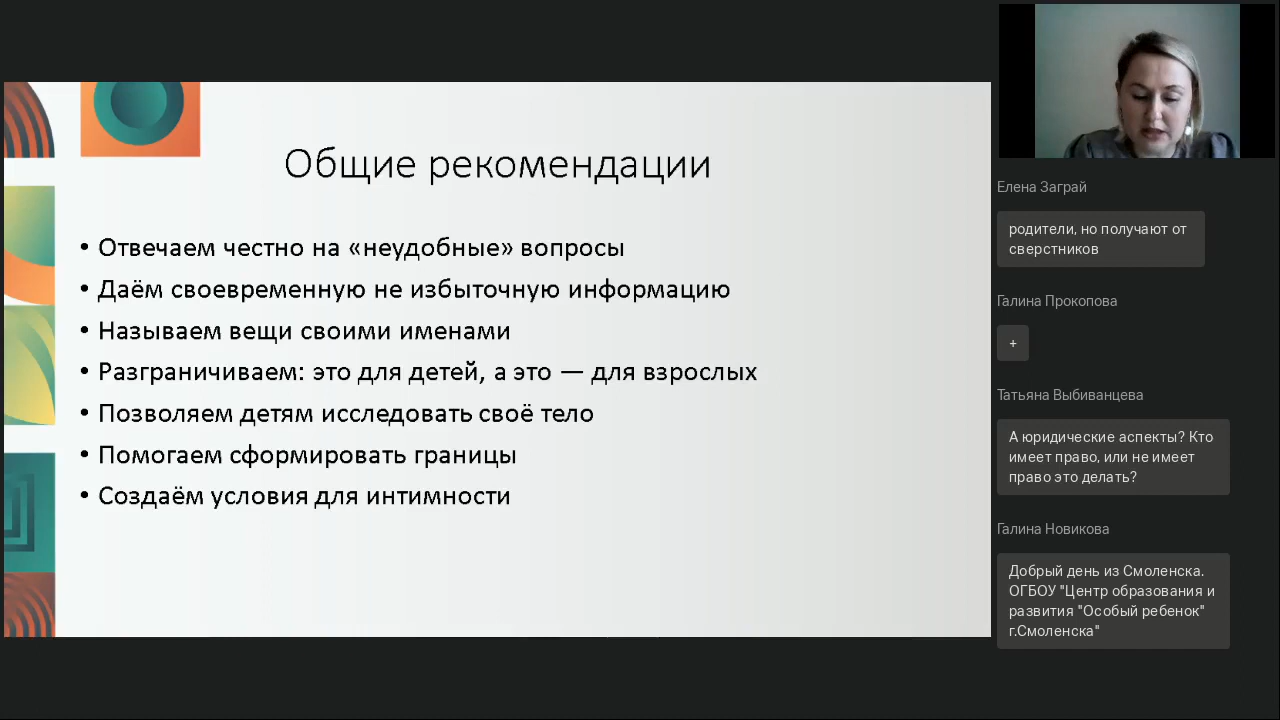 Общие рекомендации
• Отвечаем честно на «неудобные» вопросы
• Даём своевременную не избыточную информацию
• Называем вещи своими именами
• Разграничиваем: это для детей, а это — для взрослых
• Позволяем детям исследовать своё тело
• Помогаем сформировать границы
• Создаём условия для интимности
Елена Заграй
родители, но получают от
сверстников
Галина Прокопова
+
Татьяна Выбиванцева
А юридические аспекты? Кто
имеет право, или не имеет
право это делать?
Галина Новикова
Добрый день из Смоленска.
ОГБОУ "Центр образования и
развития "Особый ребенок"
г.Смоленска"